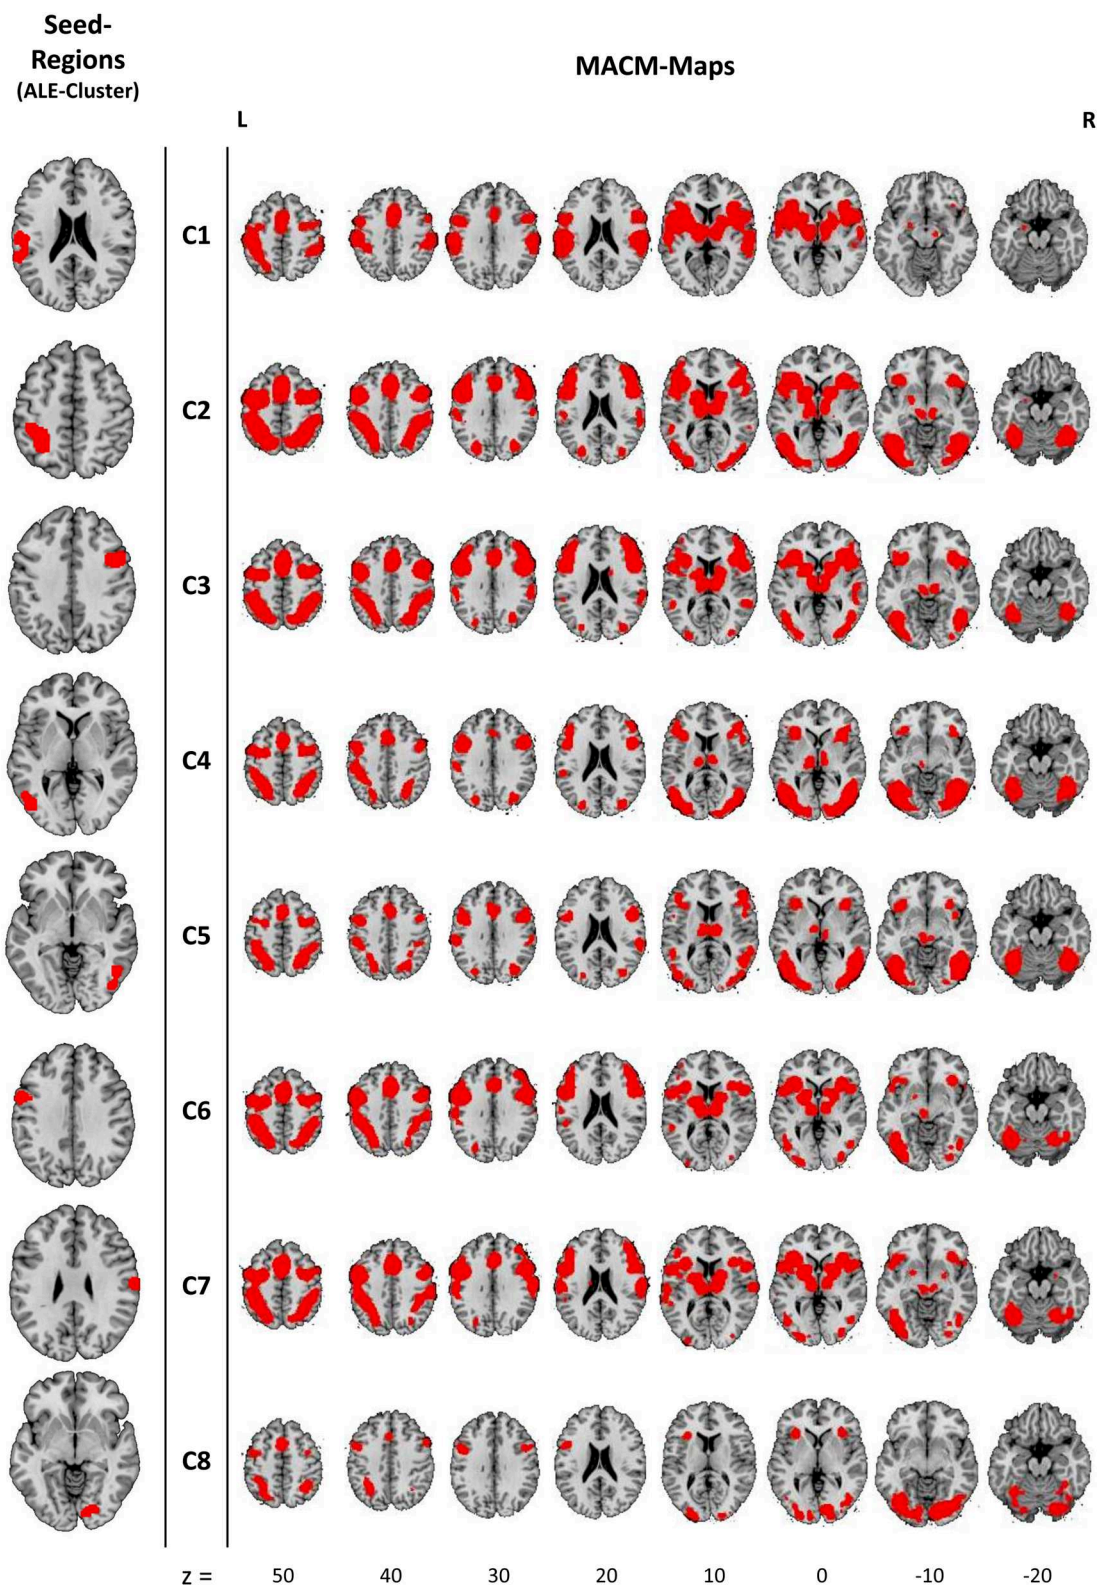 Seed-
Regions
(ALE-Cluster)
MACM-Maps
L
R
C1
C2
C3
C4
C5
C6
C7
C8
z = 50 40 30 20 10 0 -10 -20